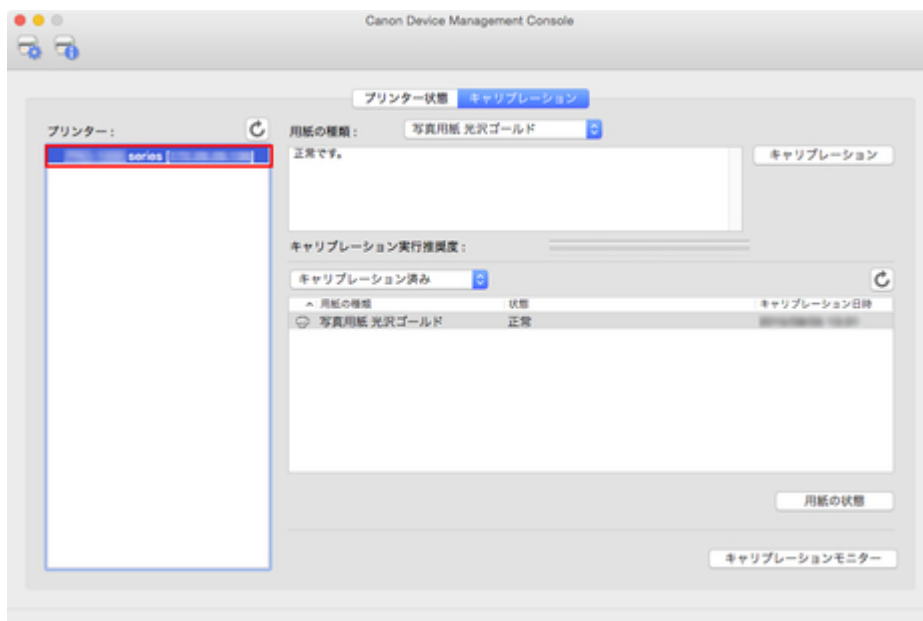 Canon Device Management Console
プリンター状態 キャリブレーション
プリンター：
用紙の種類： 写真用紙 光沢ゴールド
series [ ]
正常です。
キャリブレーション
キャリブレーション実行推奨度：
キャリブレーション済み
用紙の種類 状態 キャリブレーション日時
写真用紙 光沢ゴールド 正常
用紙の状態
キャリブレーションモニター